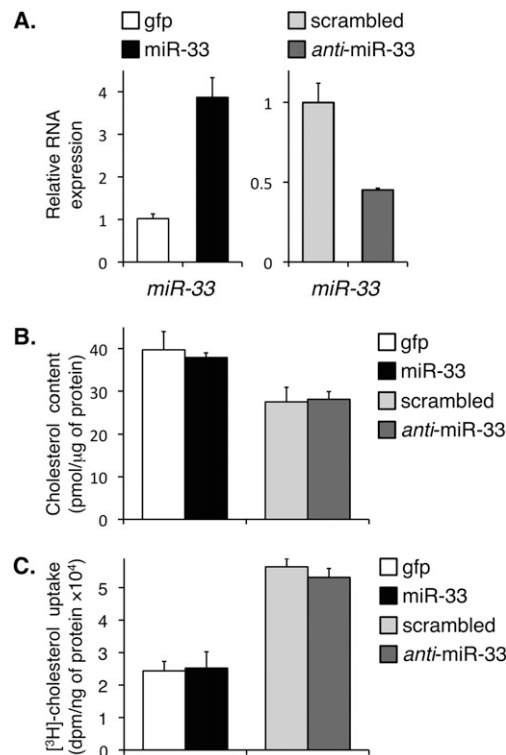 A.
gfp
miR-33
scrambled
anti-miR-33
Relative RNA
expression
4
3
2
1
0
miR-33
1
0.5
0
miR-33
B.
Cholesterol content
(pmol/µg of protein)
40
30
20
10
0
gfp
miR-33
scrambled
anti-miR-33
C.
[³H]-cholesterol uptake
(dpm/ng of protein ×10⁴)
5
4
3
2
1
0
gfp
miR-33
scrambled
anti-miR-33